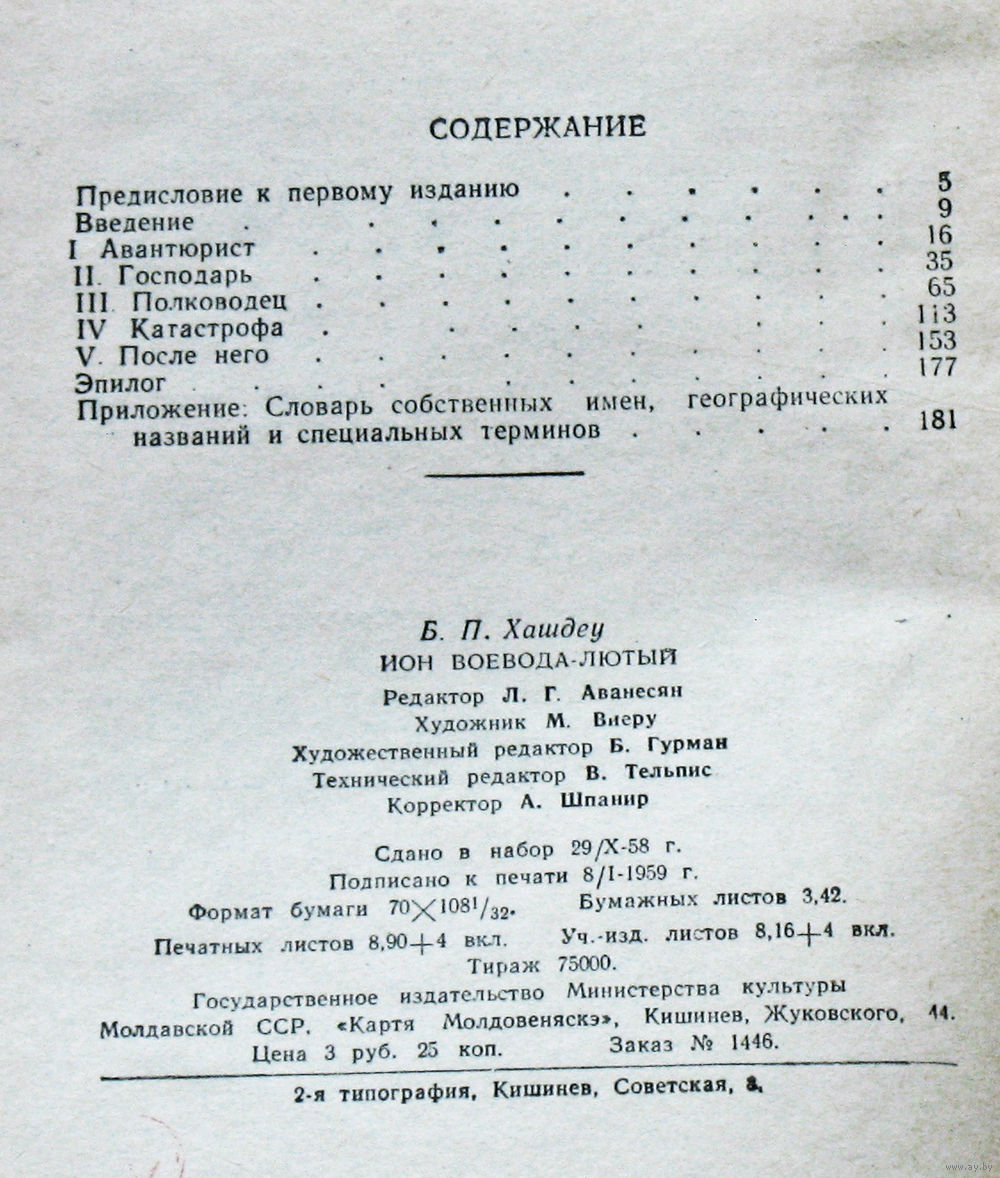 СОДЕРЖАНИЕ
Предисловие к первому изданию . . . . . . 5
Введение . . . . . . . . . . . 9
I Авантюрист . . . . . . . . . . 16
II. Господарь . . . . . . . . . . 35
III. Полководец . . . . . . . . . . 65
IV Катастрофа . . . . . . . . 113
V. После него . . . . . . . . . . 153
Эпилог . . . . . . . . . . . 177
Приложение: Словарь собственных имен, географических
названий и специальных терминов . . . . . 181
Б. П. Хашдеу
ИОН ВОЕВОДА-ЛЮТЫЙ
Редактор Л. Г. Аванесян
Художник М. Виеру
Художественный редактор Б. Гурман
Технический редактор В. Тельпис
Корректор А. Шпанир
Сдано в набор 29/X-58 г.
Подписано к печати 8/I-1959 г.
Формат бумаги 70×108¹/₃₂. Бумажных листов 3,42.
Печатных листов 8,90+4 вкл. Уч.-изд. листов 8,16+4 вкл.
Тираж 75000.
Государственное издательство Министерства культуры
Молдавской ССР. «Картя Молдовеняскэ», Кишинев, Жуковского, 44.
Цена 3 руб. 25 коп. Заказ № 1446.
2-я типография, Кишинев, Советская, 8.
www.ay.by